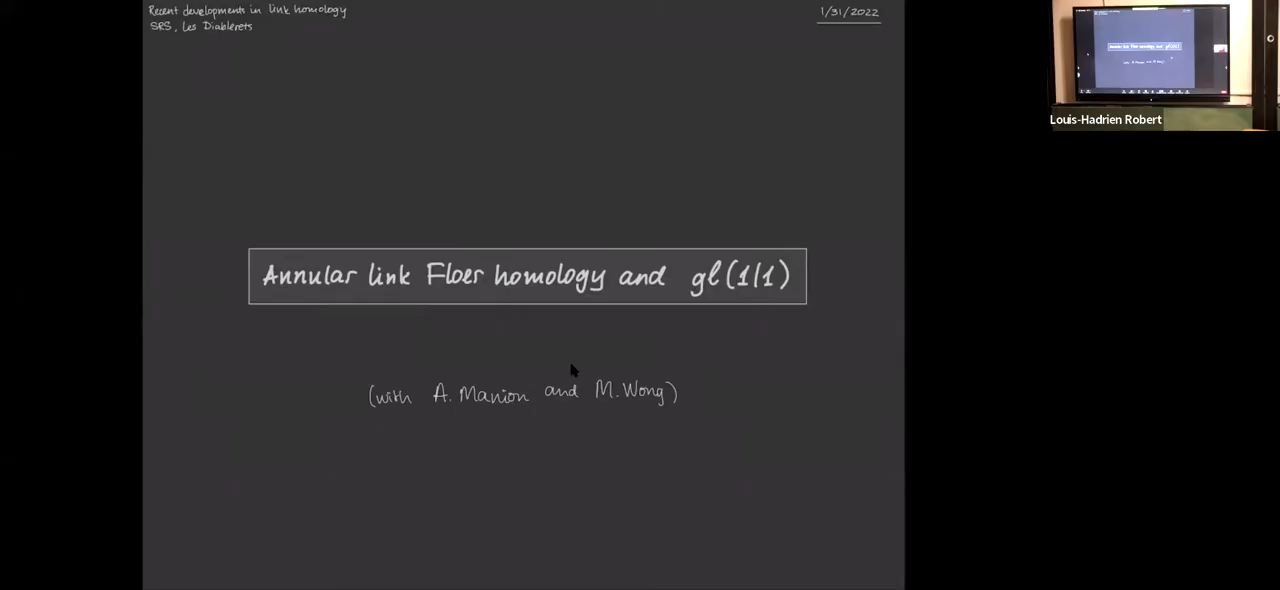 Recent developments in link homology
SRS, Les Diablerets
1/31/2022
Louis-Hadrien Robert
Annular link Floer homology and gl(1|1)
(with A. Manion and M. Wong)